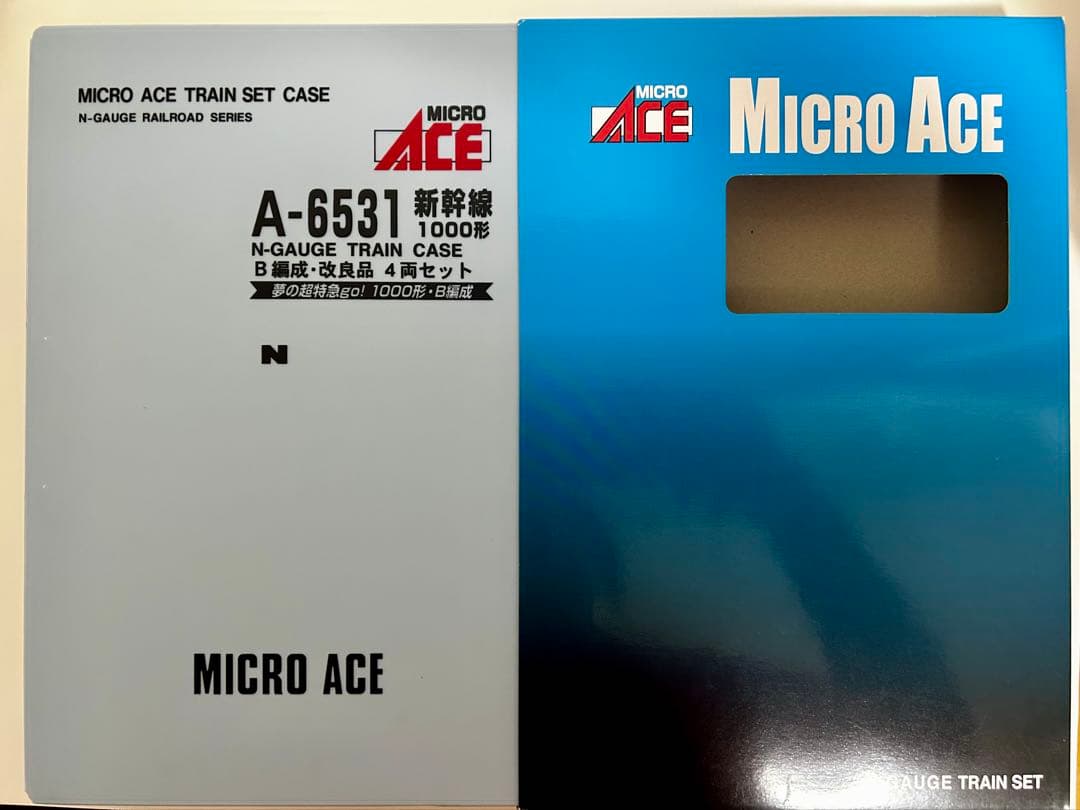 MICRO ACE TRAIN SET CASE
N-GAUGE RAILROAD SERIES
MICRO
ACE
A-6531 新幹線
1000形
N-GAUGE TRAIN CASE
B編成・改良品 4両セット
夢の超特急go! 1000形・B編成
N
MICRO ACE
MICRO
ACE
MICRO ACE
GAUGE TRAIN SET